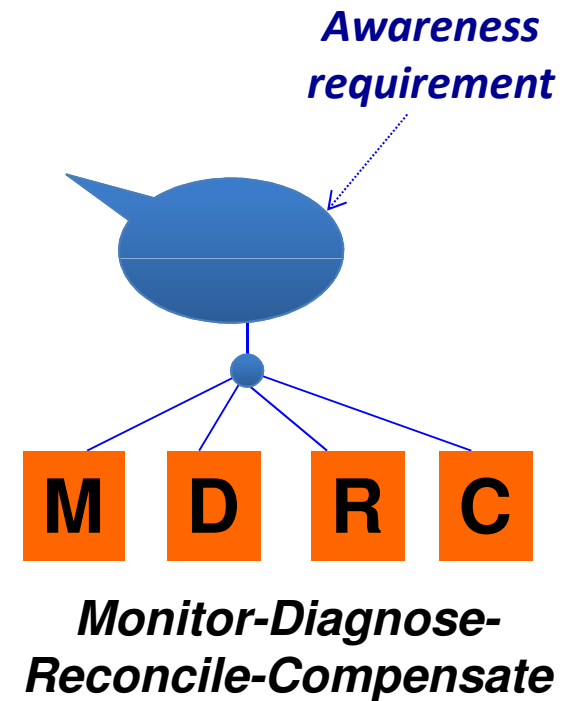 Awareness
requirement
M D R C
Monitor-Diagnose-
Reconcile-Compensate